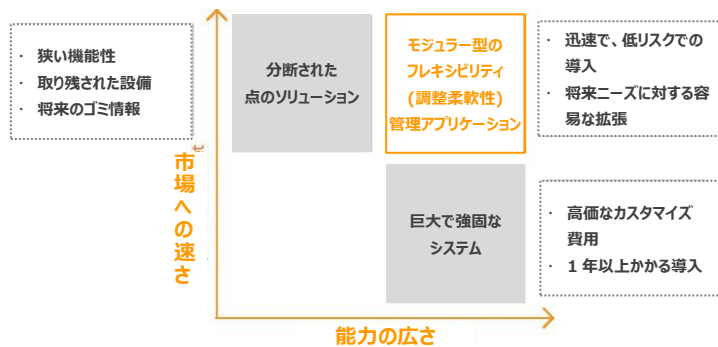 · 狭い機能性
· 取り残された設備
· 将来のゴミ情報
分断された
点のソリューション
モジュラー型の
フレキシビリティ
(調整柔軟性)
管理アプリケーション
· 迅速で、低リスクでの
導入
· 将来ニーズに対する容
易な拡張
市場への速さ
巨大で強固な
システム
· 高価なカスタマイズ
費用
· 1 年以上かかる導入
能力の広さ